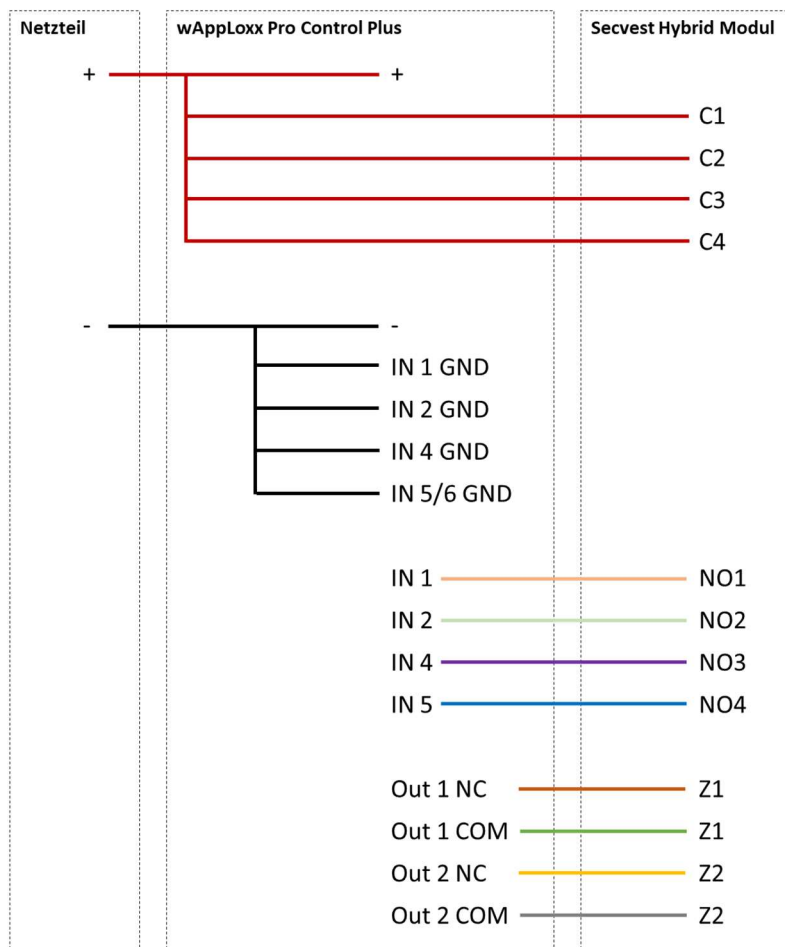 Netzteil wAppLoxx Pro Control Plus Secvest Hybrid Modul
+ +
C1
C2
C3
C4
- -
IN 1 GND
IN 2 GND
IN 4 GND
IN 5/6 GND
IN 1 NO1
IN 2 NO2
IN 4 NO3
IN 5 NO4
Out 1 NC Z1
Out 1 COM Z1
Out 2 NC Z2
Out 2 COM Z2